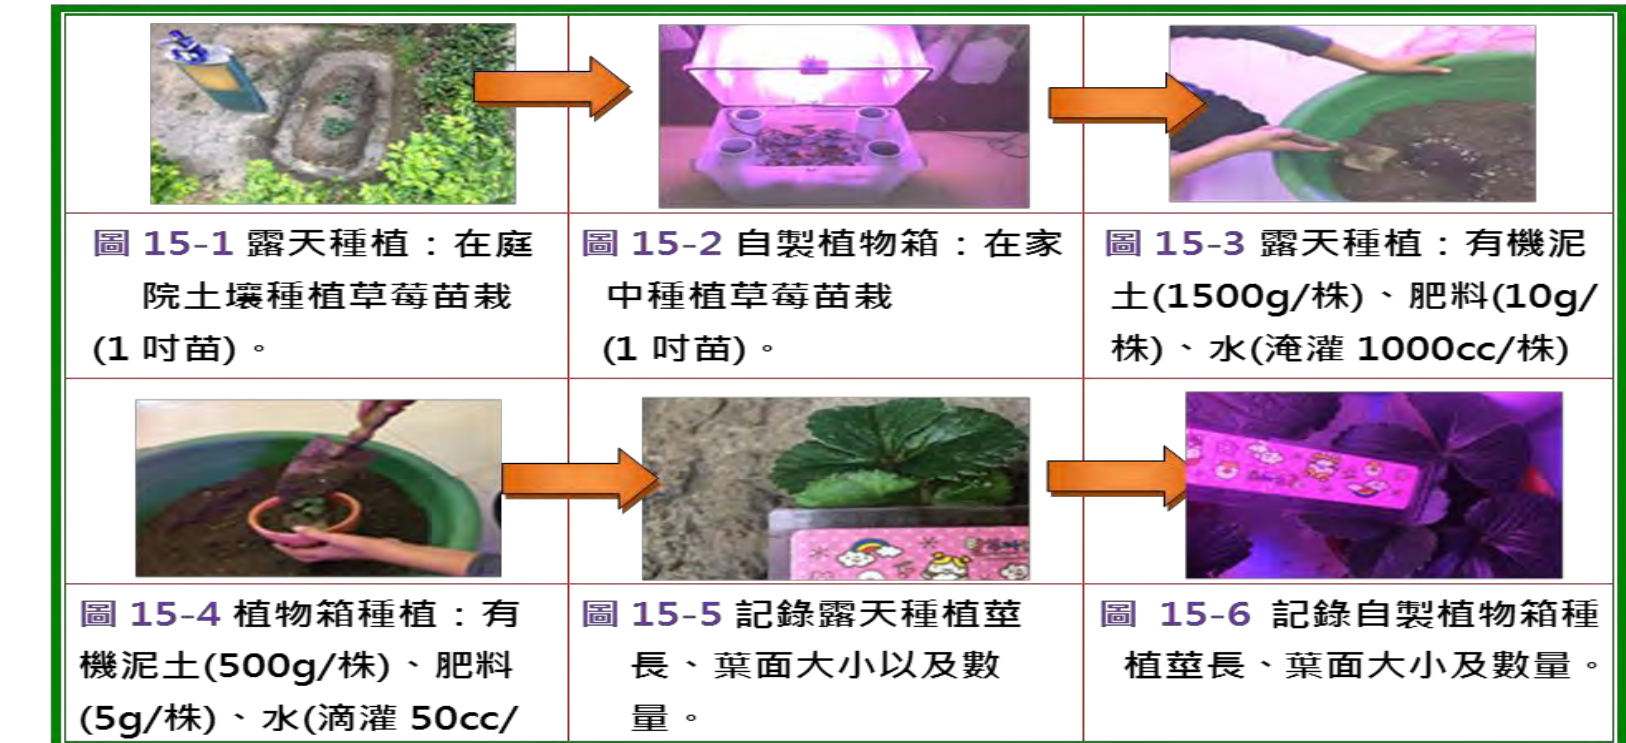 圖 15-1 露天種植：在庭
院土壤種植草莓苗栽
(1 吋苗)。
圖 15-2 自製植物箱：在家
中種植草莓苗栽
(1 吋苗)。
圖 15-3 露天種植：有機泥
土(1500g/株)、肥料(10g/
株)、水(淹灌 1000cc/株)
圖 15-4 植物箱種植：有
機泥土(500g/株)、肥料
(5g/株)、水(滴灌 50cc/
圖 15-5 記錄露天種植莖
長、葉面大小以及數
量。
圖 15-6 記錄自製植物箱種
植莖長、葉面大小及數量。